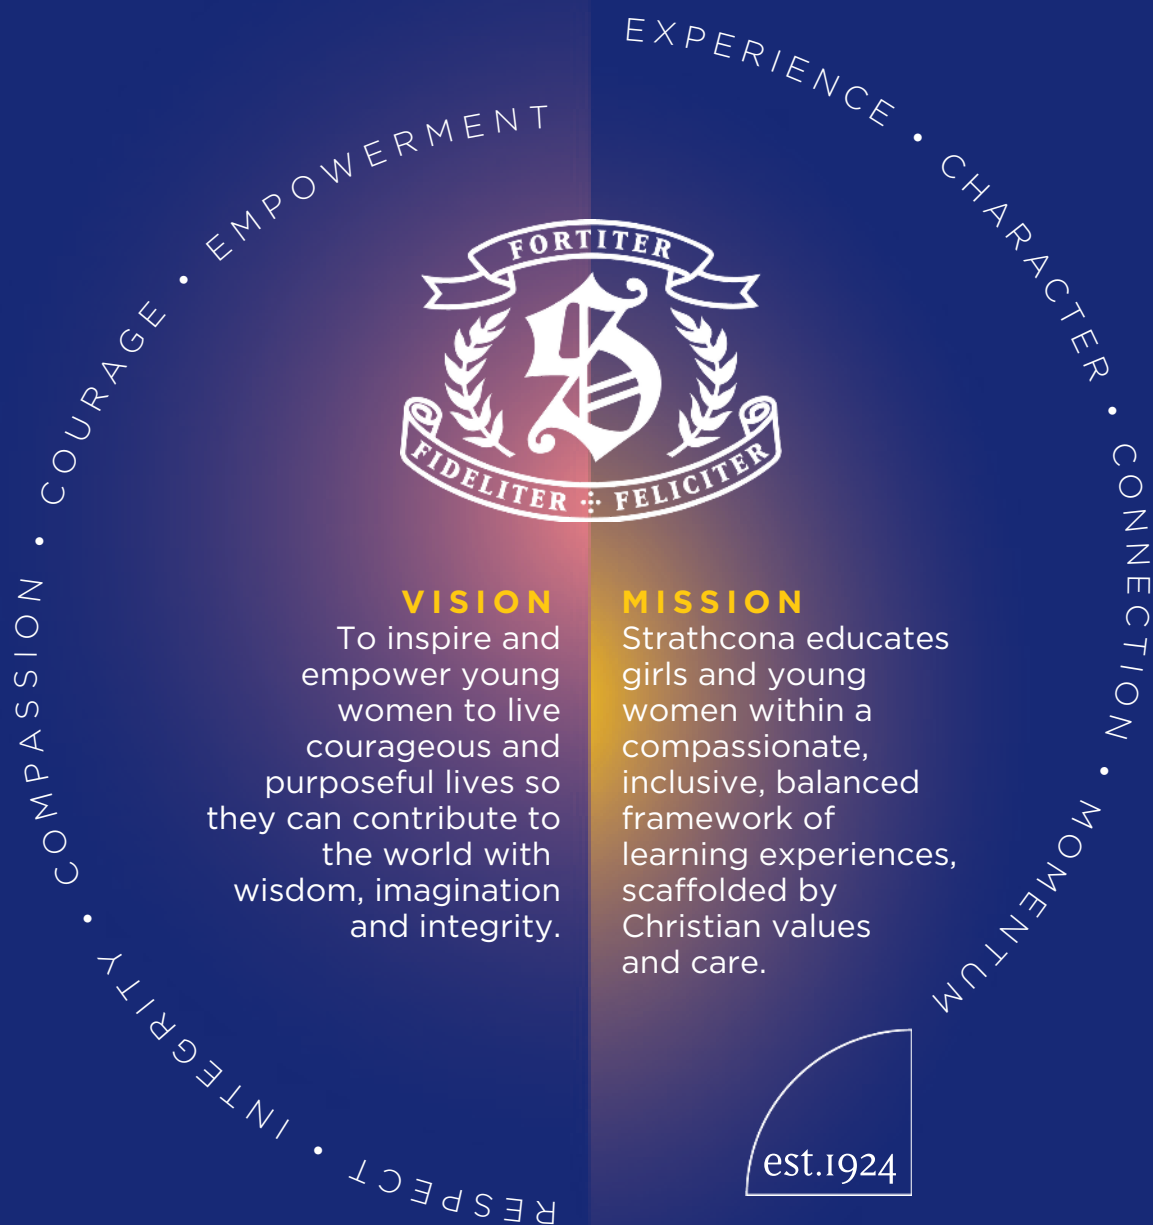 RESPECT • INTEGRITY • COMPASSION • COURAGE • EMPOWERMENT
EXPERIENCE • CHARACTER • CONNECTION • MOMENTUM
FORTITER
S
FIDELITER FELICITER
VISION
To inspire and
empower young
women to live
courageous and
purposeful lives so
they can contribute to
the world with
wisdom, imagination
and integrity.
MISSION
Strathcona educates
girls and young
women within a
compassionate,
inclusive, balanced
framework of
learning experiences,
scaffolded by
Christian values
and care.
est.1924